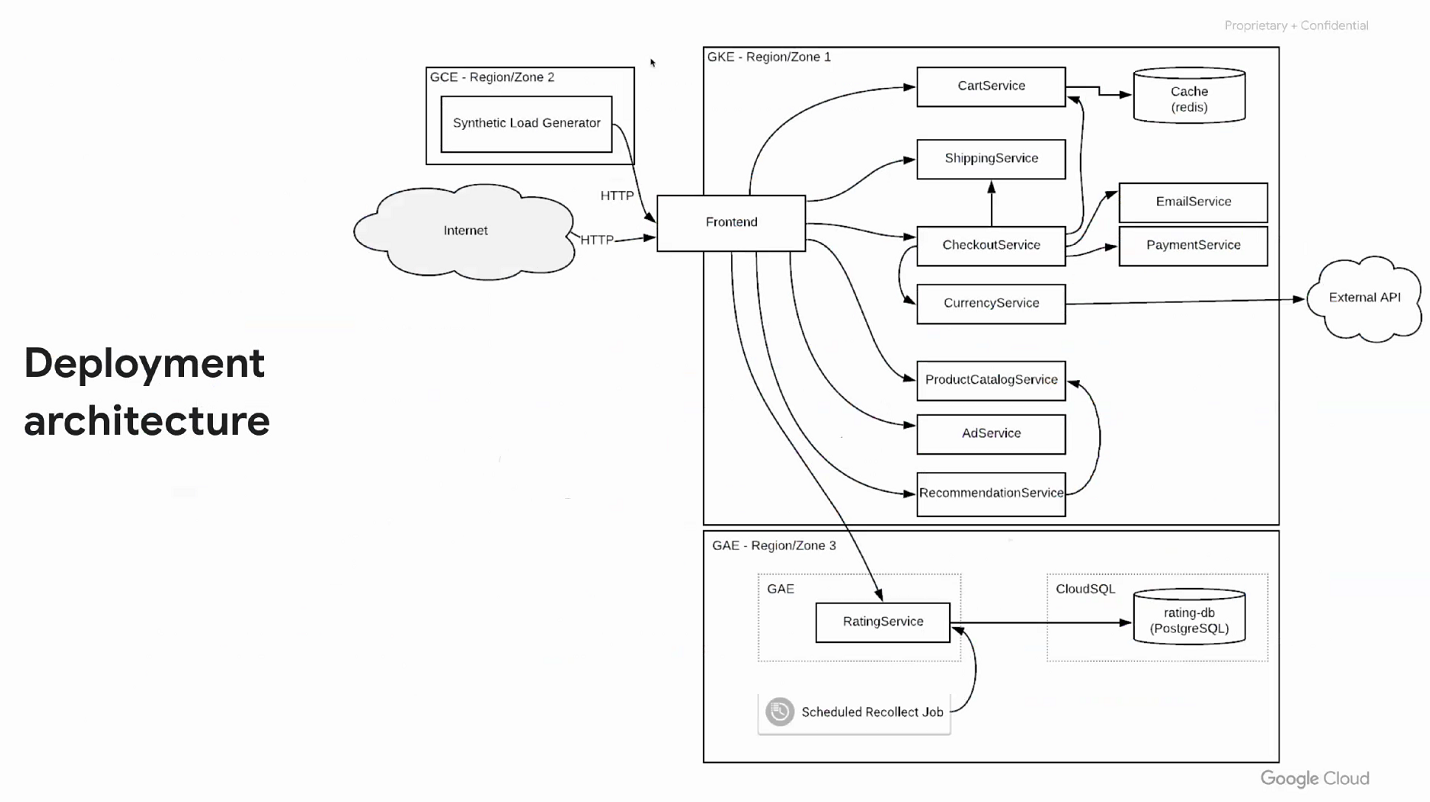 Proprietary + Confidential
GCE - Region/Zone 2
Synthetic Load Generator
HTTP
Internet
HTTP
Frontend
GKE - Region/Zone 1
CartService
Cache
(redis)
ShippingService
EmailService
CheckoutService
PaymentService
CurrencyService
External API
ProductCatalogService
AdService
RecommendationService
Deployment
architecture
GAE - Region/Zone 3
GAE
RatingService
CloudSQL
rating-db
(PostgreSQL)
Scheduled Recollect Job
Google Cloud